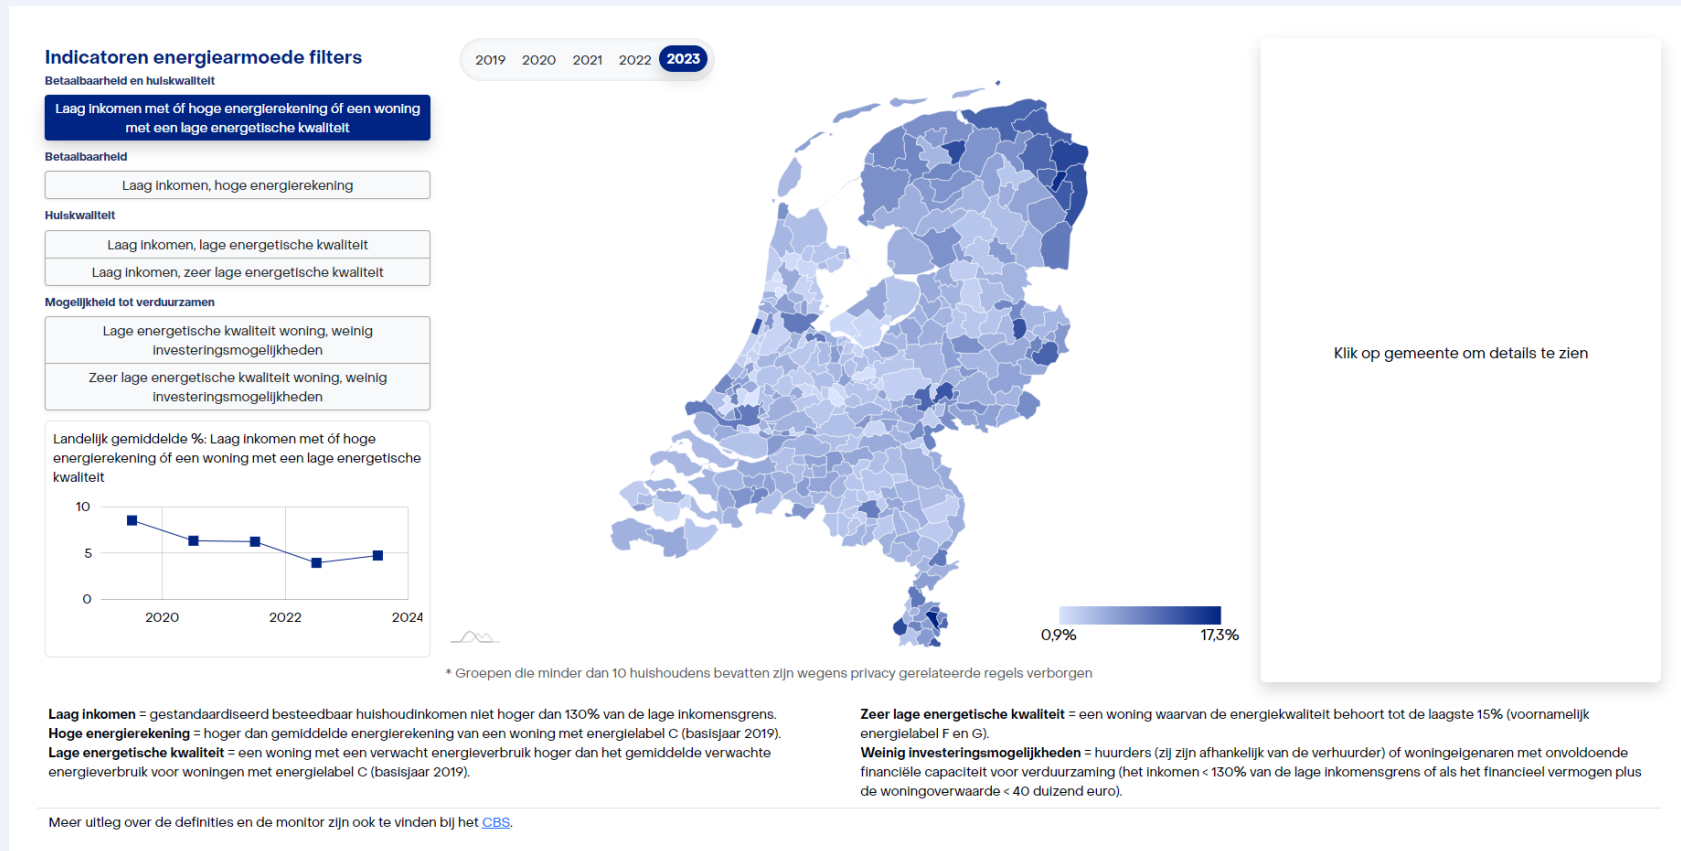 Indicatoren energiearmoede filters
Betaalbaarheid en huiskwaliteit
Laag inkomen met óf hoge energierekening óf een woning
met een lage energetische kwaliteit
Betaalbaarheid
Laag inkomen, hoge energierekening
Huiskwaliteit
Laag inkomen, lage energetische kwaliteit
Laag inkomen, zeer lage energetische kwaliteit
Mogelijkheid tot verduurzamen
Lage energetische kwaliteit woning, weinig
investeringsmogelijkheden
Zeer lage energetische kwaliteit woning, weinig
investeringsmogelijkheden
Landelijk gemiddelde %: Laag inkomen met óf hoge
energierekening óf een woning met een lage energetische
kwaliteit
10
5
0
2020 2022 2024
2019 2020 2021 2022 2023
0,9% 17,3%
* Groepen die minder dan 10 huishoudens bevatten zijn wegens privacy gerelateerde regels verborgen
Klik op gemeente om details te zien
Laag inkomen = gestandaardiseerd besteedbaar huishoudinkomen niet hoger dan 130% van de lage inkomensgrens.
Hoge energierekening = hoger dan gemiddelde energierekening van een woning met energielabel C (basisjaar 2019).
Lage energetische kwaliteit = een woning met een verwacht energieverbruik hoger dan het gemiddelde verwachte
energieverbruik voor woningen met energielabel C (basisjaar 2019).
Zeer lage energetische kwaliteit = een woning waarvan de energiekwaliteit behoort tot de laagste 15% (voornamelijk
energielabel F en G).
Weinig investeringsmogelijkheden = huurders (zij zijn afhankelijk van de verhuurder) of woningeigenaren met onvoldoende
financiële capaciteit voor verduurzaming (het inkomen < 130% van de lage inkomensgrens of als het financieel vermogen plus
de woningoverwaarde < 40 duizend euro).
Meer uitleg over de definities en de monitor zijn ook te vinden bij het CBS.